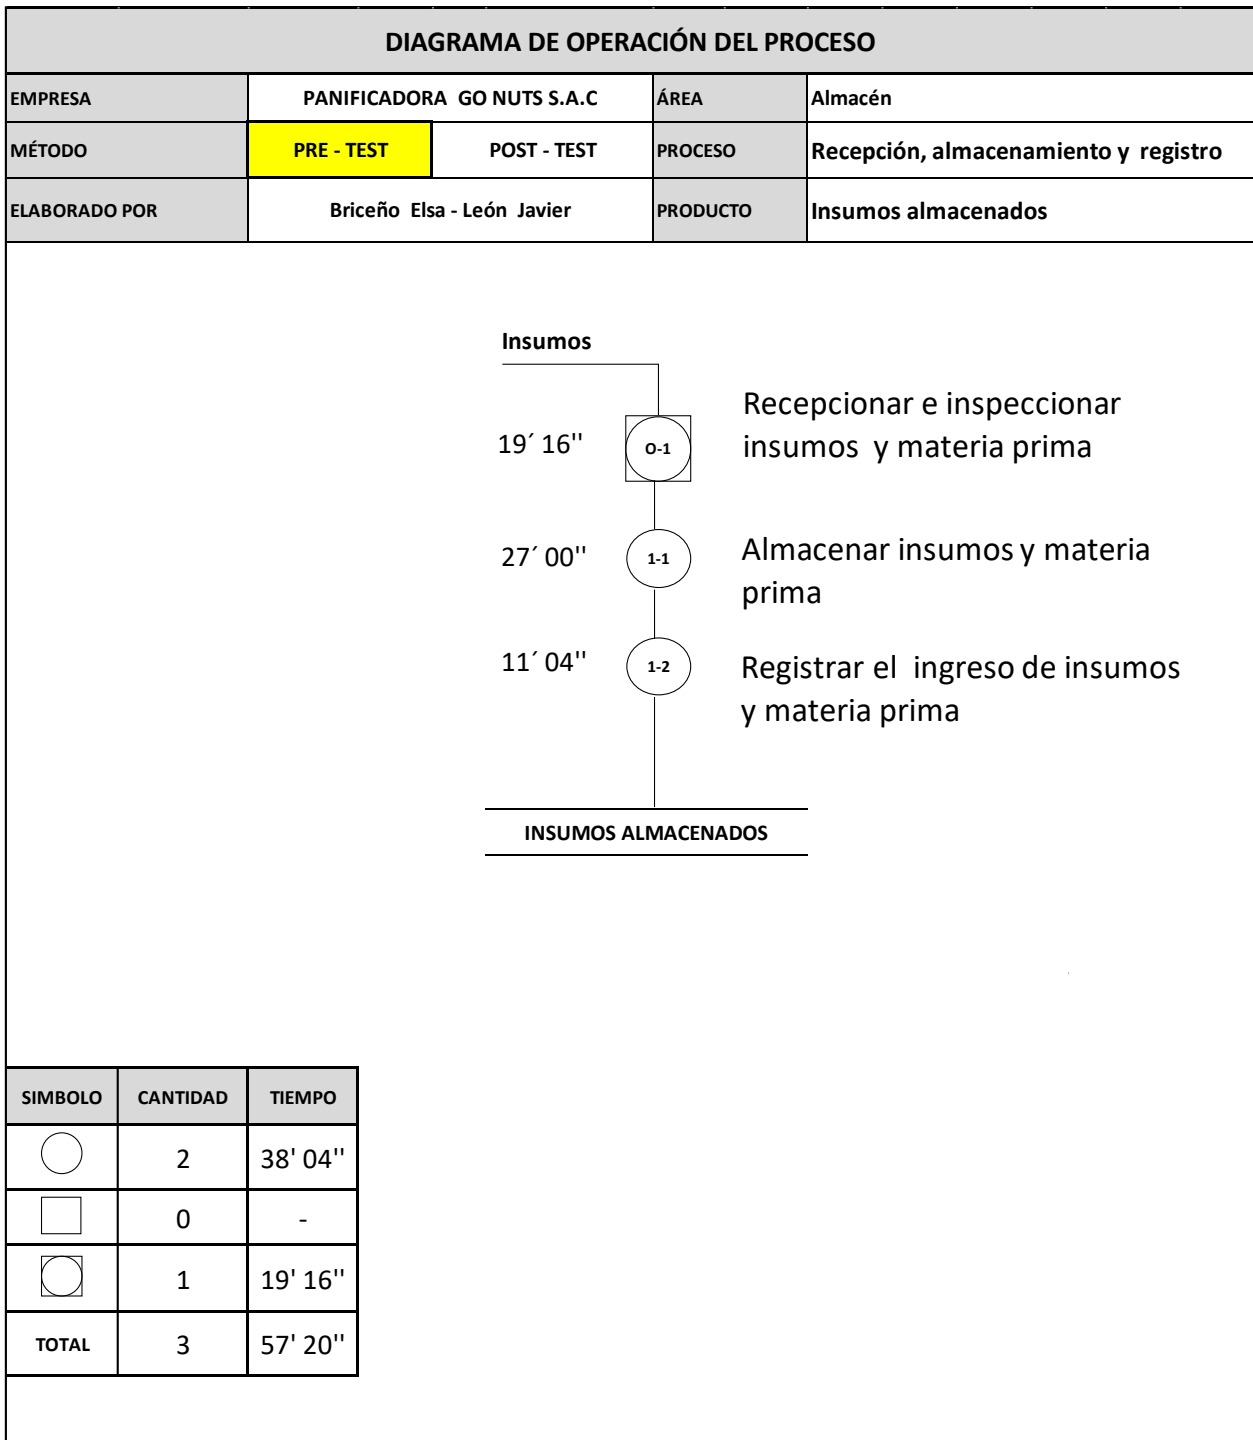 DIAGRAMA DE OPERACIÓN DEL PROCESO
EMPRESA PANIFICADORA GO NUTS S.A.C ÁREA Almacén
MÉTODO PRE - TEST POST - TEST PROCESO Recepción, almacenamiento y registro
ELABORADO POR Briceño Elsa - León Javier PRODUCTO Insumos almacenados
Insumos
19´ 16'' O-1 Recepcionar e inspeccionar
insumos y materia prima
27´ 00'' 1-1 Almacenar insumos y materia
prima
11´ 04'' 1-2 Registrar el ingreso de insumos
y materia prima
INSUMOS ALMACENADOS
SIMBOLO CANTIDAD TIEMPO
2 38' 04''
0 -
1 19' 16''
TOTAL 3 57' 20''